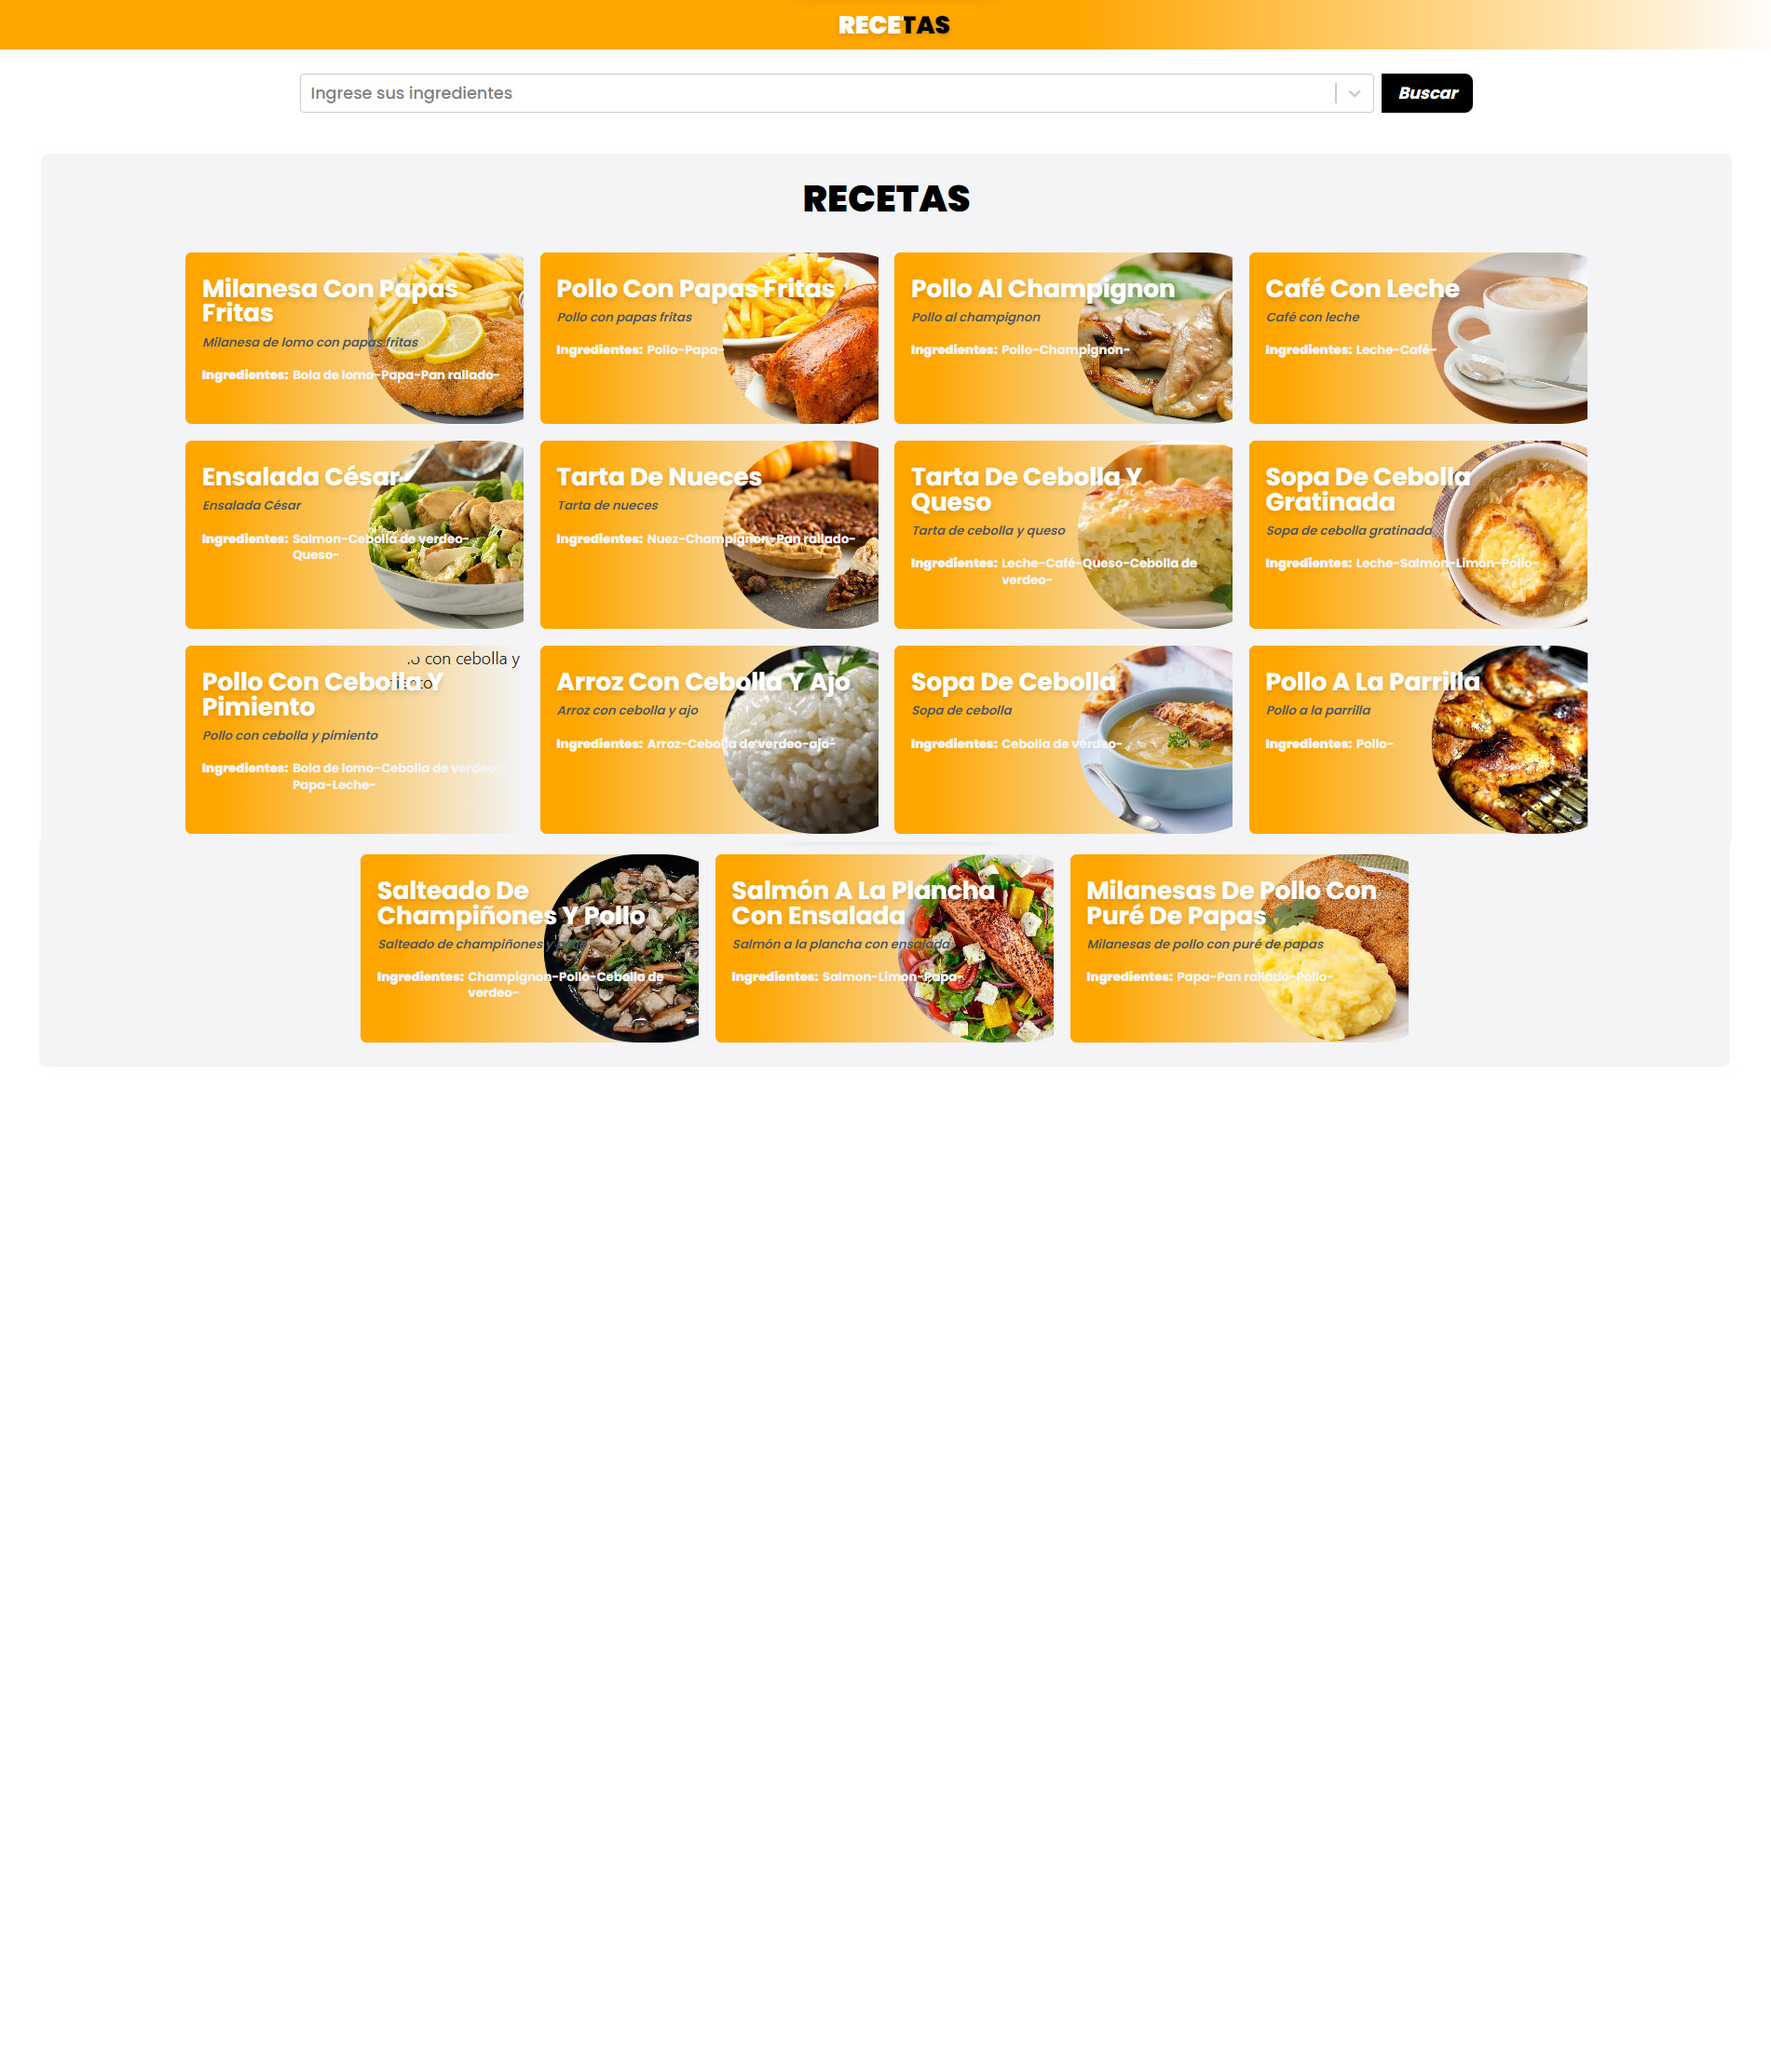 RECETAS
Ingrese sus ingredientes
Buscar
RECETAS
Milanesa Con Papas
Fritas
Milanesa de lomo con papas fritas
Ingredientes: Bola de lomo-Papa-Pan rallado-
Pollo Con Papas Fritas
Pollo con papas fritas
Ingredientes: Pollo-Papa-
Pollo Al Champignon
Pollo al champignon
Ingredientes: Pollo-Champignon-
Café Con Leche
Café con leche
Ingredientes: Leche-Café-
Ensalada César
Ensalada César
Ingredientes: Salmon-Cebolla de verdeo-
Queso-
Tarta De Nueces
Tarta de nueces
Ingredientes: Nuez-Champignon-Pan rallado-
Tarta De Cebolla Y
Queso
Tarta de cebolla y queso
Ingredientes: Leche-Café-Queso-Cebolla de
verdeo-
Sopa De Cebolla
Gratinada
Sopa de cebolla gratinada
Ingredientes: Leche-Salmon-Limon-Pollo-
con cebolla y
Pollo Con Cebolla Y
Pimiento
Pollo con cebolla y pimiento
Ingredientes: Bola de lomo-Cebolla de verdeo-
Papa-Leche-
Arroz Con Cebolla Y Ajo
Arroz con cebolla y ajo
Ingredientes: Arroz-Cebolla de verdeo-ajo-
Sopa De Cebolla
Sopa de cebolla
Ingredientes: Cebolla de verdeo-
Pollo A La Parrilla
Pollo a la parrilla
Ingredientes: Pollo-
Salteado De
Champiñones Y Pollo
Salteado de champiñones y pollo
Ingredientes: Champignon-Pollo-Cebolla de
verdeo-
Salmón A La Plancha
Con Ensalada
Salmón a la plancha con ensalada
Ingredientes: Salmon-Limon-Papa-
Milanesas De Pollo Con
Puré De Papas
Milanesas de pollo con puré de papas
Ingredientes: Papa-Pan rallado-Pollo-